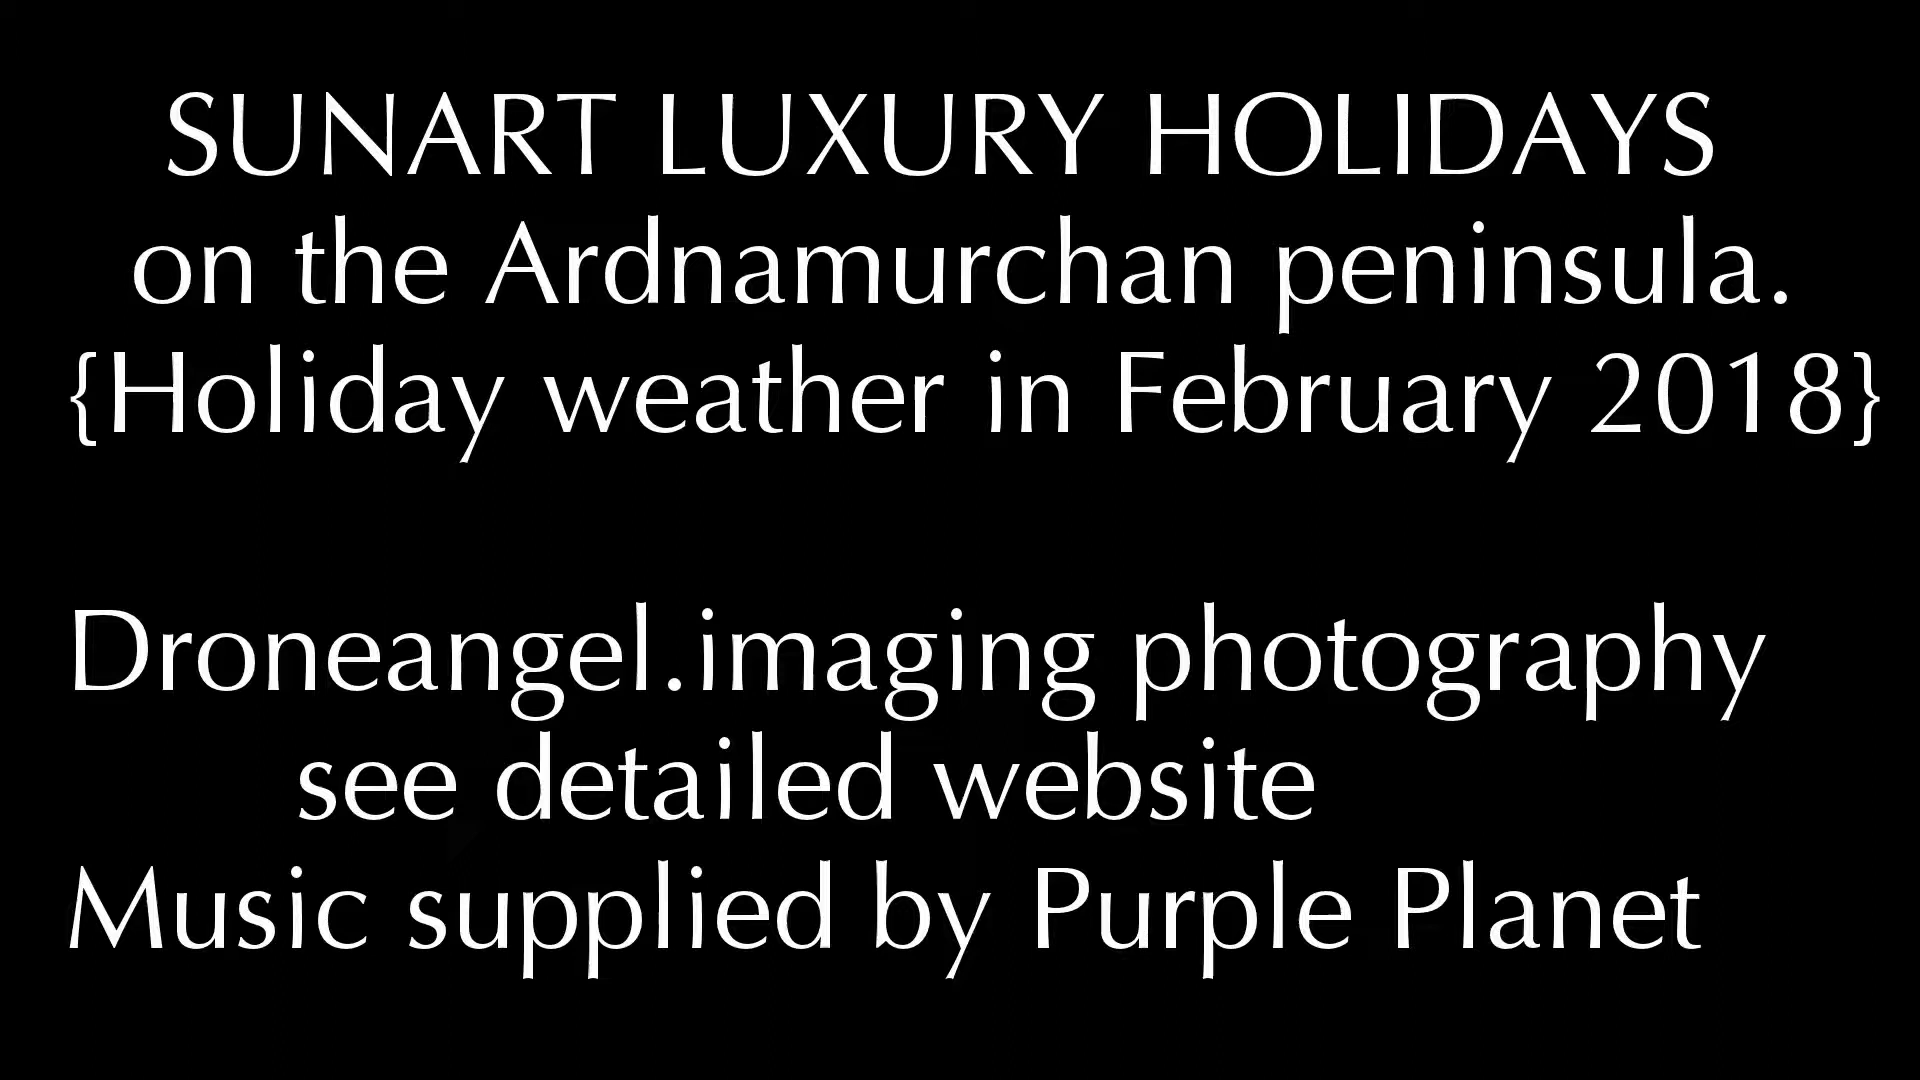 SUNART LUXURY HOLIDAYS
on the Ardnamurchan peninsula.
{Holiday weather in February 2018}
Droneangel.imaging photography
see detailed website
Music supplied by Purple Planet